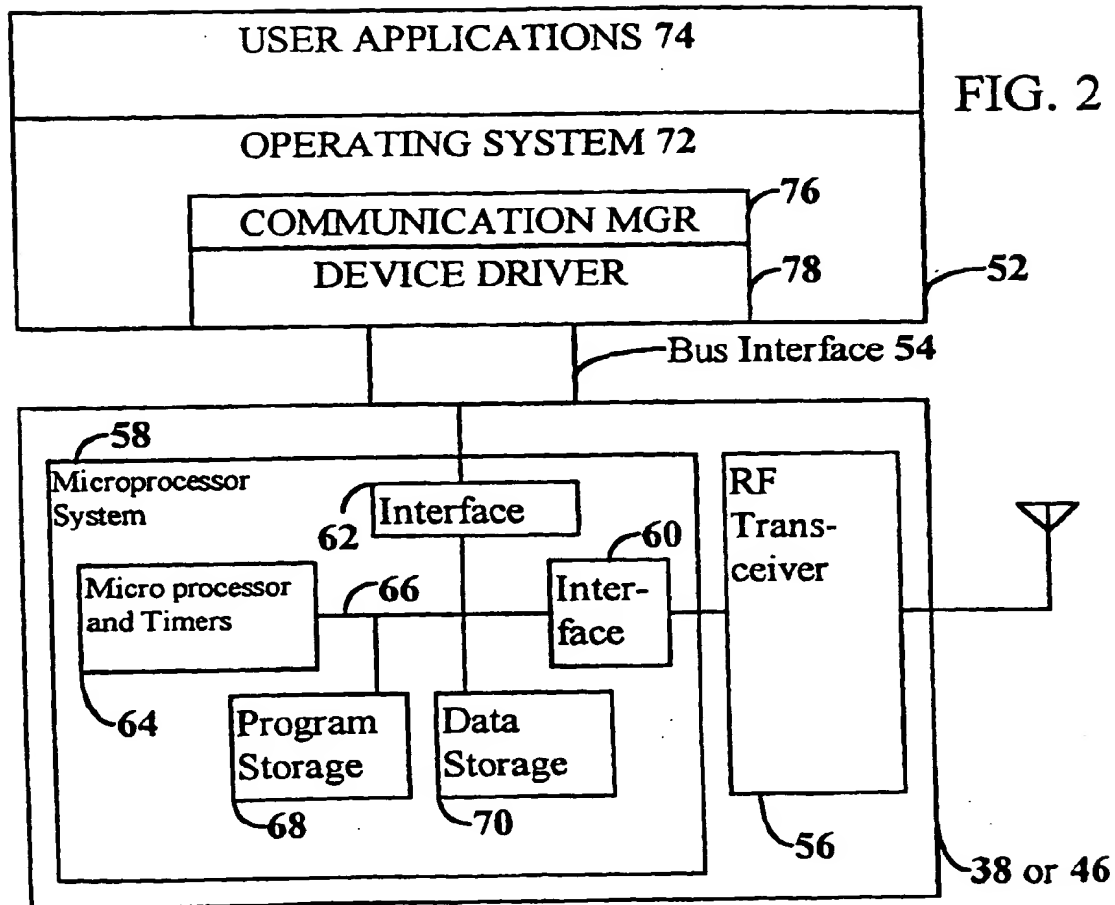 USER APPLICATIONS 74
FIG. 2
OPERATING SYSTEM 72
76
COMMUNICATION MGR
DEVICE DRIVER
78
52
Bus Interface 54
58
Microprocessor
System
Interface
62
60
RF
Trans-
ceiver
Micro processor
and Timers
66
Inter-
face
64
Program
Storage
Data
Storage
68
70
56
38 or 46